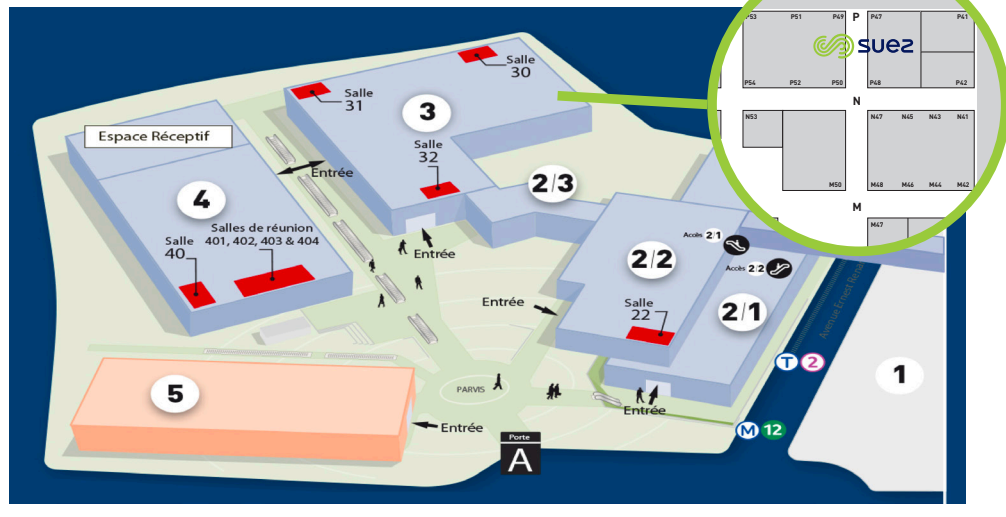 P53 P51 P49 P P47 P41
suez
P54 P52 P50 P48 P42
N
N53 N47 N45 N43 N41
M50 M48 M46 M44 M42
M
M47
Salle
30
Salle
31
3
Espace Réceptif
Salle
32
Entrée
2/3
4
Salles de réunion
401, 402, 403 & 404
Salle
40
Entrée
Accès 2/1
2/2
Accès 2/2
Entrée
Salle
22
2/1
Avenue Ernest Renan
T 2
1
5
PARVIS
Entrée
Entrée
M 12
Porte
A